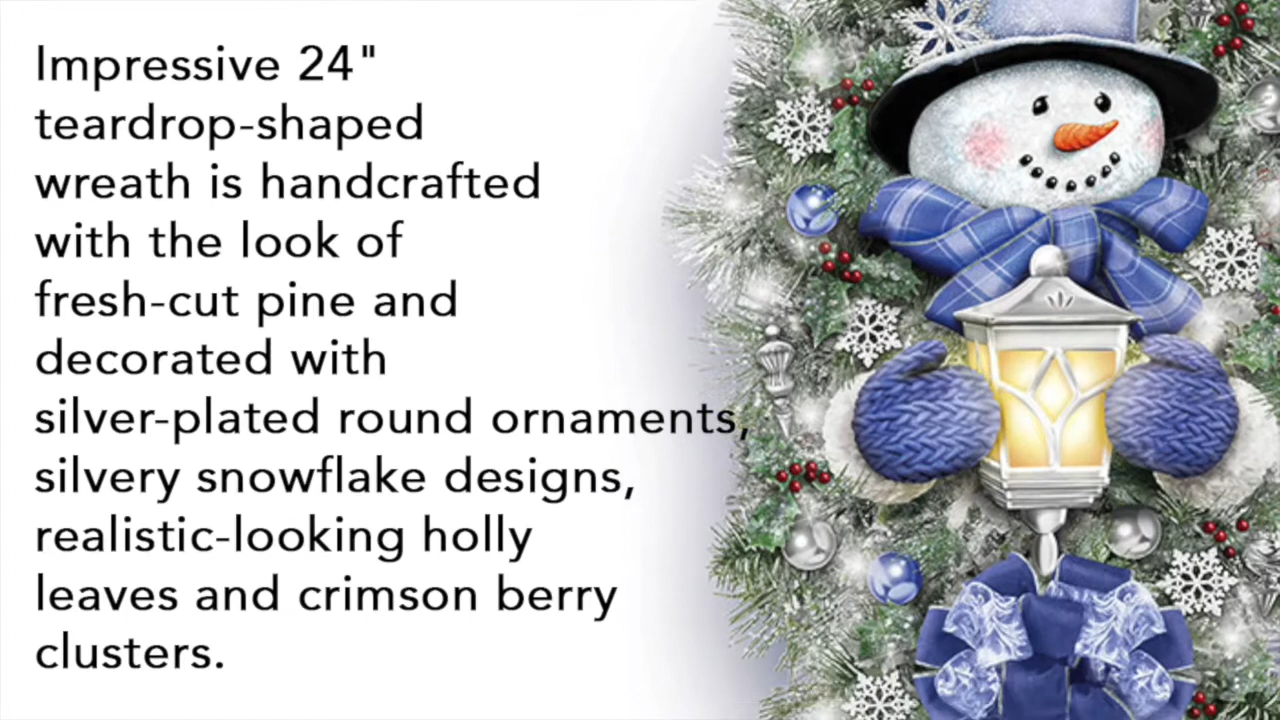 Impressive 24"
teardrop-shaped
wreath is handcrafted
with the look of
fresh-cut pine and
decorated with
silver-plated round ornaments,
silvery snowflake designs,
realistic-looking holly
leaves and crimson berry
clusters.